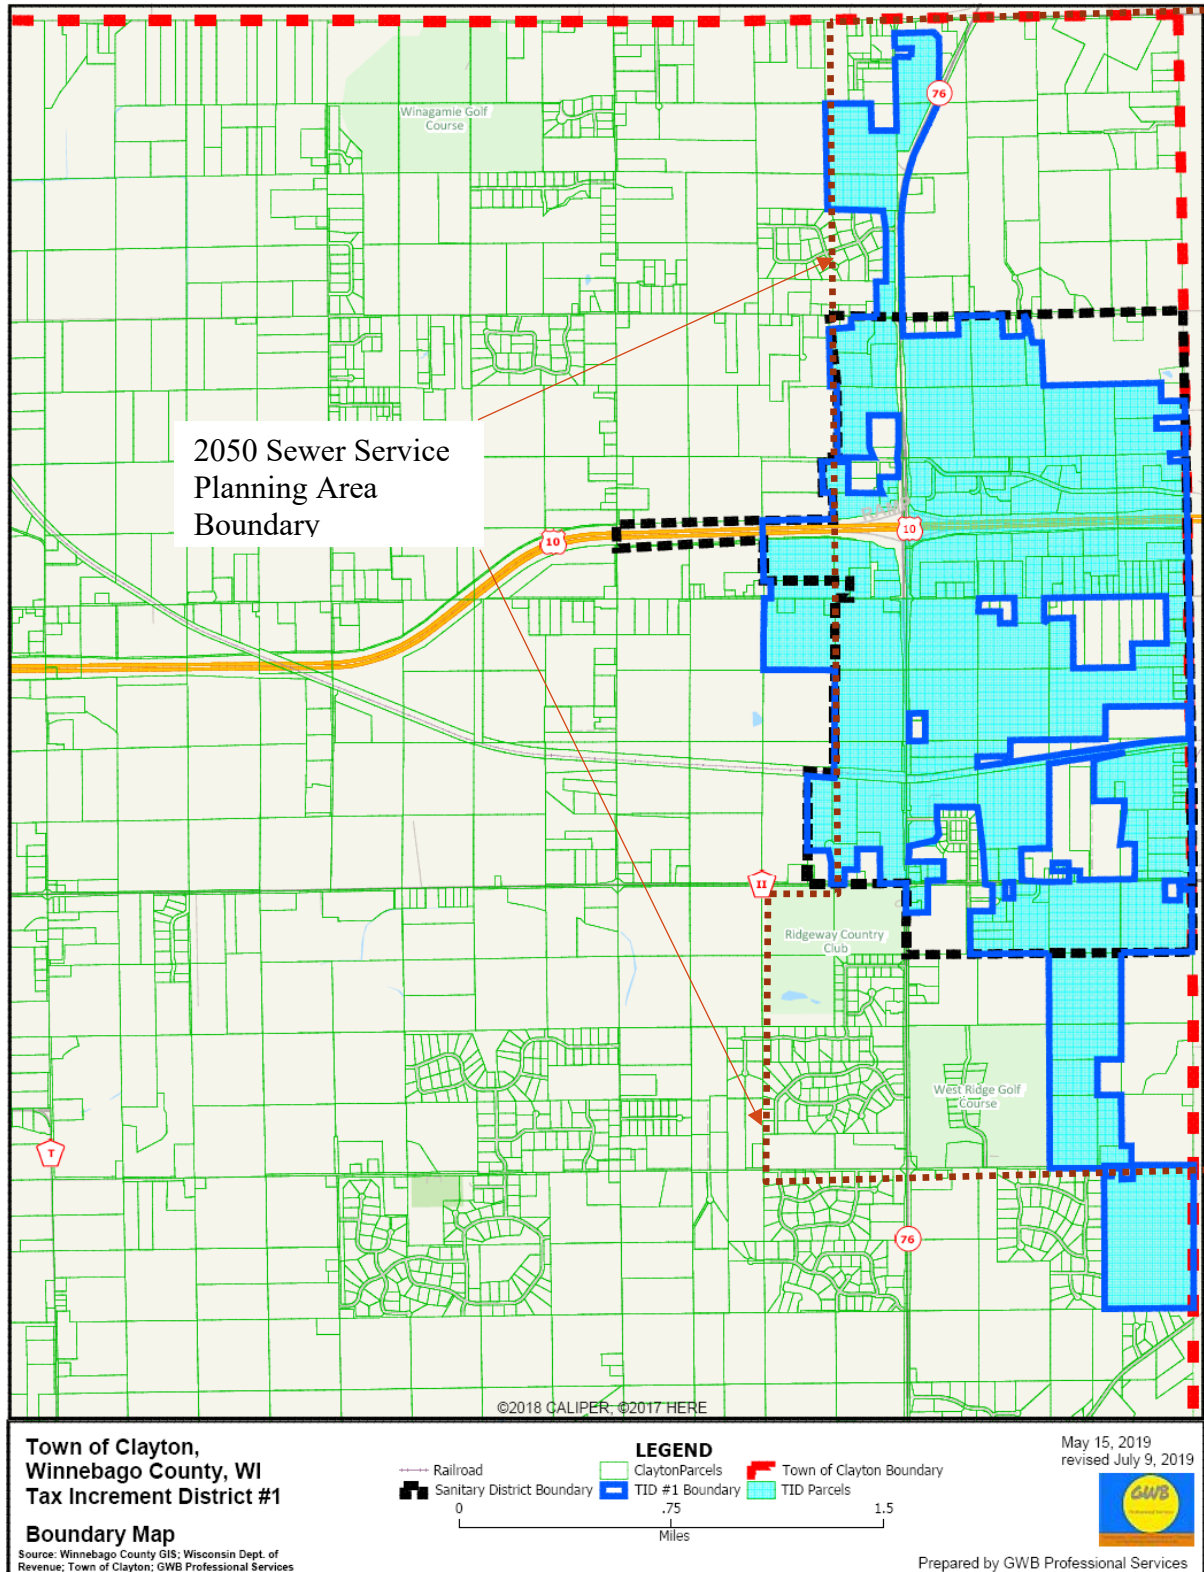 76
Winagamie Golf
Course
2050 Sewer Service
Planning Area
Boundary
RAMP
10
10
II
Ridgeway Country
Club
West Ridge Golf
Course
T
76
©2018 CALIPER; ©2017 HERE
Town of Clayton,
Winnebago County, WI
Tax Increment District #1
Boundary Map
Source: Winnebago County GIS; Wisconsin Dept. of
Revenue; Town of Clayton; GWB Professional Services
LEGEND
Railroad
ClaytonParcels
Town of Clayton Boundary
Sanitary District Boundary
TID #1 Boundary
TID Parcels
0 .75 1.5
Miles
May 15, 2019
revised July 9, 2019
GWB
Prepared by GWB Professional Services